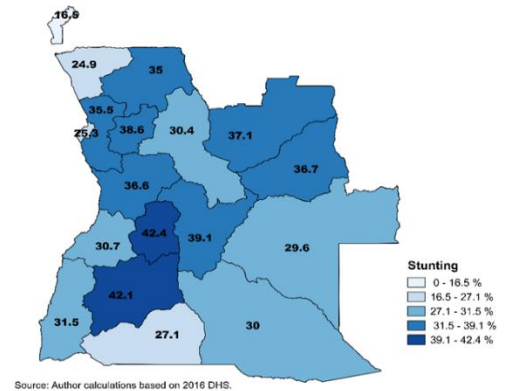 16.5
24.9
35
35.5
25.3
38.6
30.4
37.1
36.7
36.6
42.4
39.1
30.7
29.6
42.1
31.5
27.1
30
Stunting
0 - 16.5 %
16.5 - 27.1 %
27.1 - 31.5 %
31.5 - 39.1 %
39.1 - 42.4 %
Source: Author calculations based on 2016 DHS.